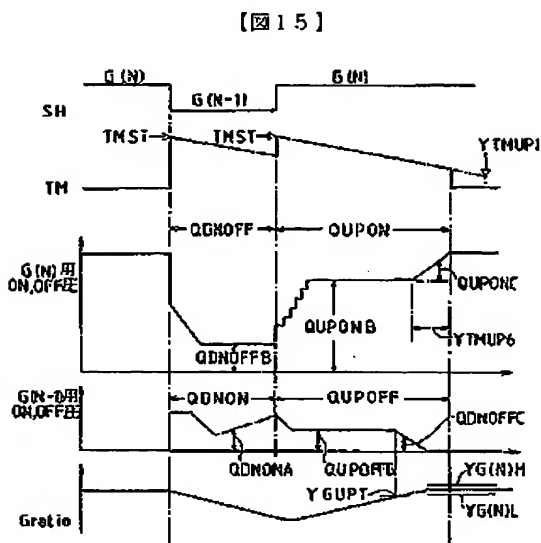 【図15】
G(N)
G(N-1)
G(N)
SH
TMST
TMST
YTMUP1
TM
QDNOFF
QUPON
G(N)用
ON,OFF圧
QUPONC
QUPONB
QDNOFFB
YTMUP6
G(N-1)用
ON,OFF圧
QDNON
QUPOFF
QDNOFFC
QDNONA
QUPOFFB
YGUPT
YG(N)H
YG(N)L
Gratio